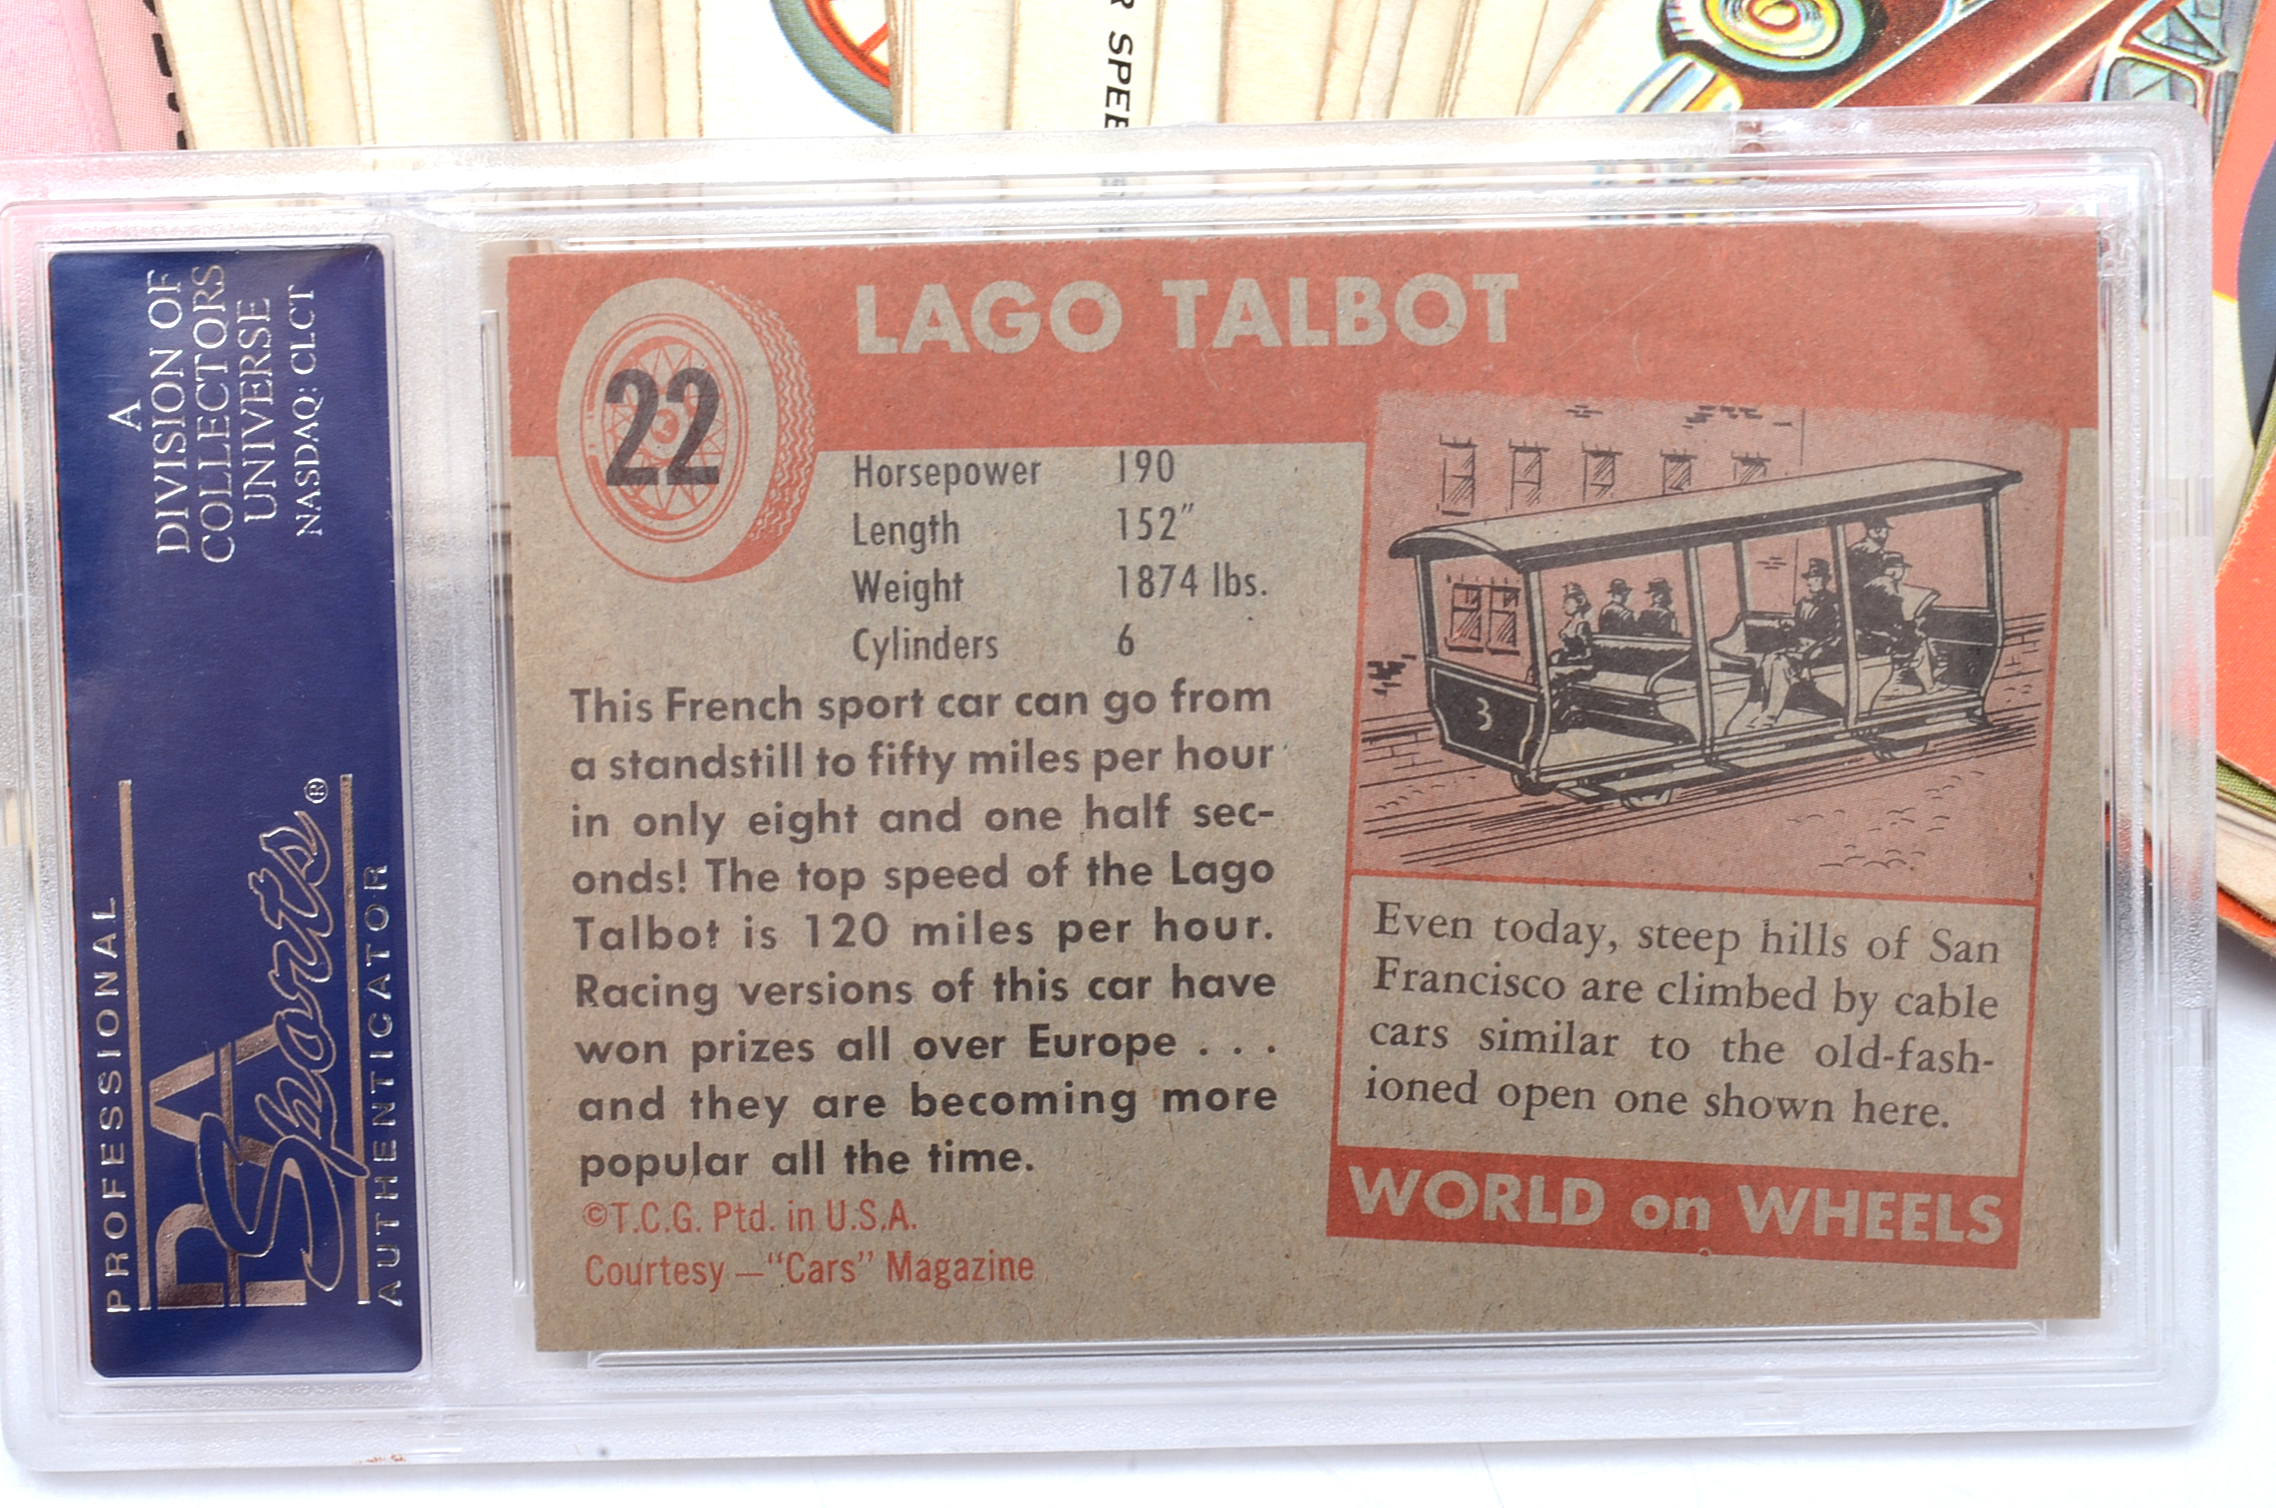 R SPEE
A
DIVISION OF
COLLECTORS
UNIVERSE
NASDAQ: CLCT
PROFESSIONAL
PSA
Sports®
AUTHENTICATOR
22
LAGO TALBOT
Horsepower 190
Length 152"
Weight 1874 lbs.
Cylinders 6
This French sport car can go from
a standstill to fifty miles per hour
in only eight and one half sec-
onds! The top speed of the Lago
Talbot is 120 miles per hour.
Racing versions of this car have
won prizes all over Europe . . .
and they are becoming more
popular all the time.
©T.C.G. Ptd. in U.S.A.
Courtesy —"Cars" Magazine
3
Even today, steep hills of San
Francisco are climbed by cable
cars similar to the old-fash-
ioned open one shown here.
WORLD on WHEELS